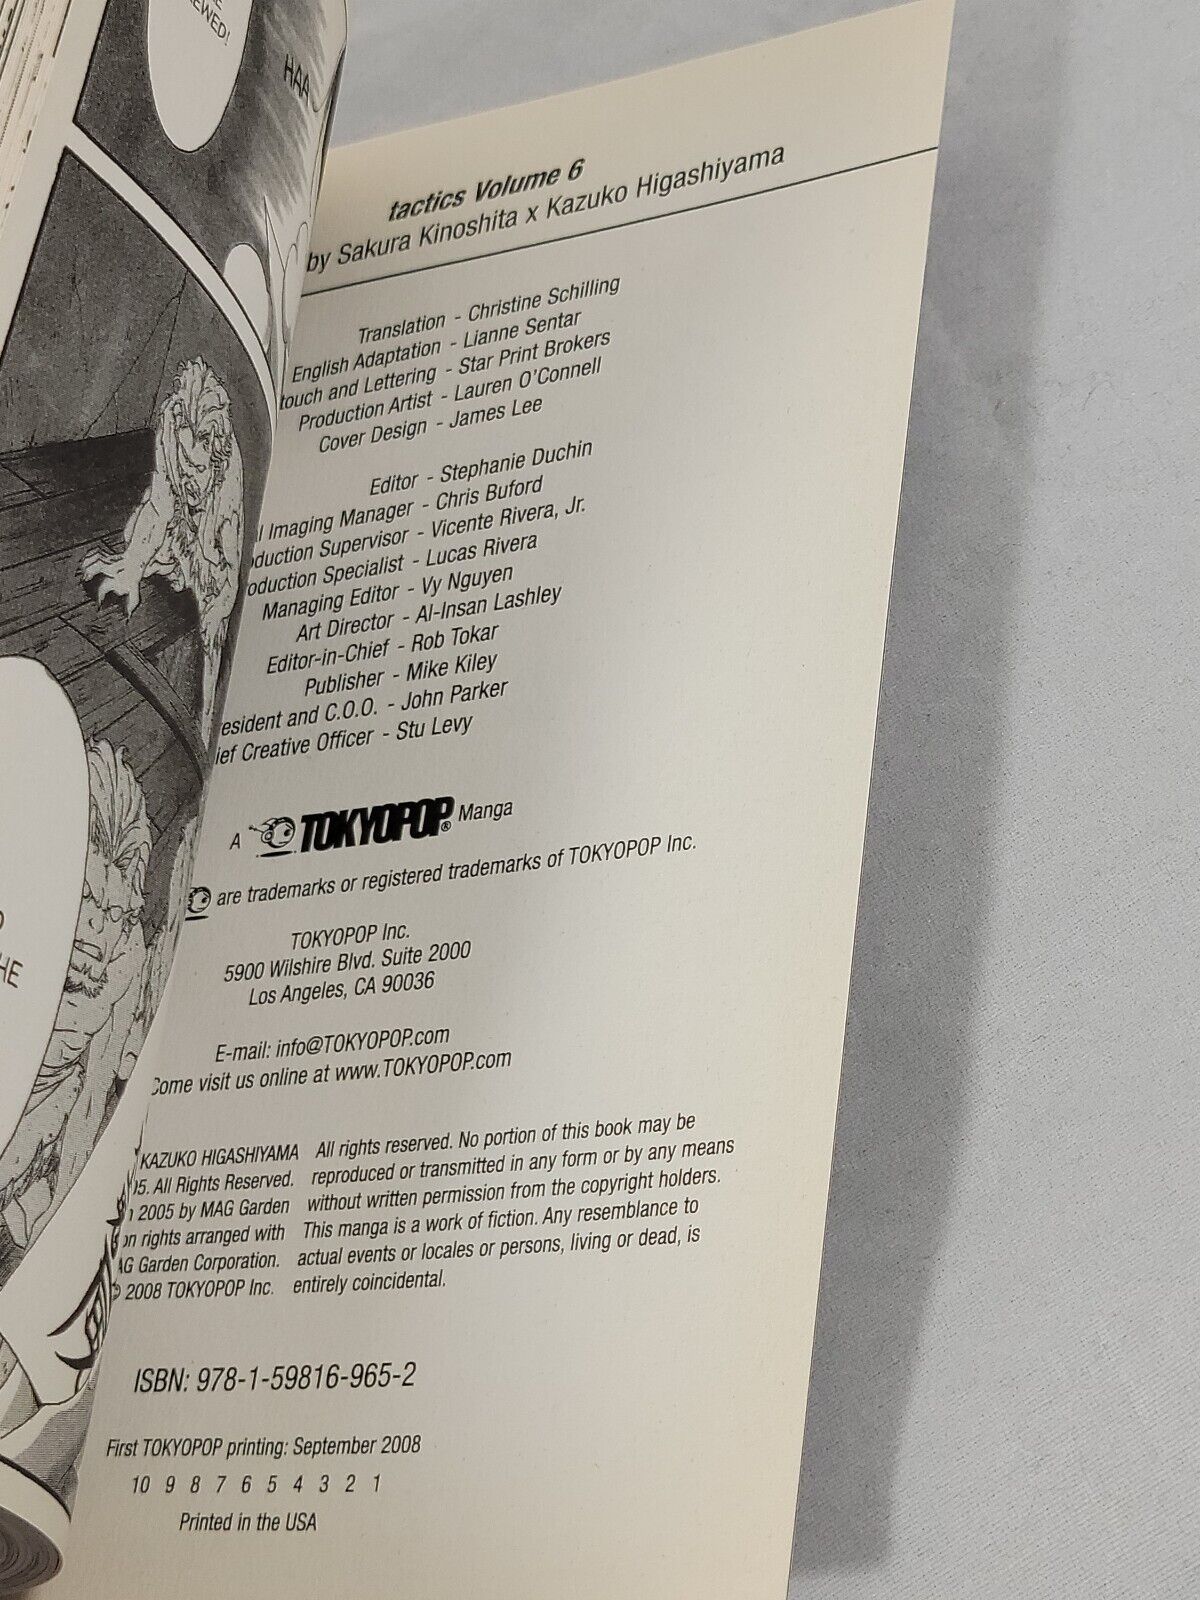 HAA
tactics Volume 6
by Sakura Kinoshita x Kazuko Higashiyama
Translation - Christine Schilling
English Adaptation - Lianne Sentar
touch and Lettering - Star Print Brokers
Production Artist - Lauren O'Connell
Cover Design - James Lee
Editor - Stephanie Duchin
l Imaging Manager - Chris Buford
oduction Supervisor - Vicente Rivera, Jr.
oduction Specialist - Lucas Rivera
Managing Editor - Vy Nguyen
Art Director - Al-Insan Lashley
Editor-in-Chief - Rob Tokar
Publisher - Mike Kiley
resident and C.O.O. - John Parker
ief Creative Officer - Stu Levy
A TOKYOPOP® Manga
are trademarks or registered trademarks of TOKYOPOP Inc.
TOKYOPOP Inc.
5900 Wilshire Blvd. Suite 2000
Los Angeles, CA 90036
E-mail: info@TOKYOPOP.com
Come visit us online at www.TOKYOPOP.com
KAZUKO HIGASHIYAMA
5. All Rights Reserved.
2005 by MAG Garden
on rights arranged with
AG Garden Corporation.
© 2008 TOKYOPOP Inc.
All rights reserved. No portion of this book may be
reproduced or transmitted in any form or by any means
without written permission from the copyright holders.
This manga is a work of fiction. Any resemblance to
actual events or locales or persons, living or dead, is
entirely coincidental.
ISBN: 978-1-59816-965-2
First TOKYOPOP printing: September 2008
10 9 8 7 6 5 4 3 2 1
Printed in the USA